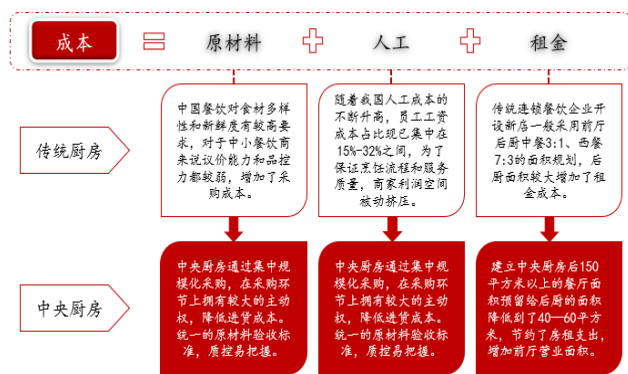 成本 = 原材料 + 人工 + 租金
传统厨房
中国餐饮对食材多样
性和新鲜度有较高要
求，对于中小餐饮商
来说议价能力和品控
力都较弱，增加了采
购成本。
随着我国人工成本的
不断升高，员工工资
成本占比现已集中在
15%-32%之间，为了
保证烹饪流程和服务
质量，商家利润空间
被动挤压。
传统连锁餐饮企业开
设新店一般采用前厅
后厨中餐3:1、西餐
7:3的面积规划，后
厨面积较大增加了租
金成本。
中央厨房
中央厨房通过集中规
模化采购，在采购环
节上拥有较大的主动
权，降低进货成本。
统一的原材料验收标
准，质控易把握。
中央厨房通过集中规
模化采购，在采购环
节上拥有较大的主动
权，降低进货成本。
统一的原材料验收标
准，质控易把握。
建立中央厨房后150
平方米以上的餐厅面
积预留给后厨的面积
降低到了40—60平方
米，节约了房租支出，
增加前厅营业面积。